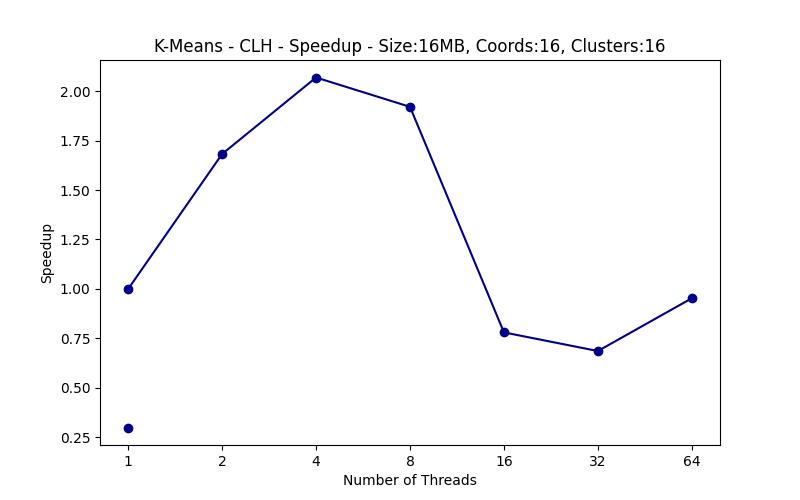 K-Means - CLH - Speedup - Size:16MB, Coords:16, Clusters:16
2.00
1.75
1.50
1.25
1.00
0.75
0.50
0.25
Speedup
1 2 4 8 16 32 64
Number of Threads